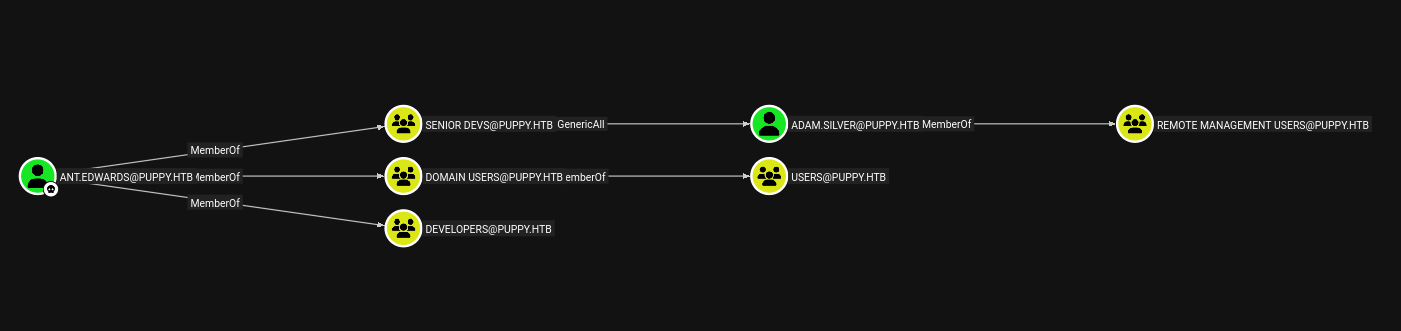 SENIOR DEVS@PUPPY.HTB GenericAll ADAM.SILVER@PUPPY.HTB MemberOf REMOTE MANAGEMENT USERS@PUPPY.HTB
MemberOf
ANT.EDWARDS@PUPPY.HTB emberOf DOMAIN USERS@PUPPY.HTB emberOf USERS@PUPPY.HTB
MemberOf
DEVELOPERS@PUPPY.HTB